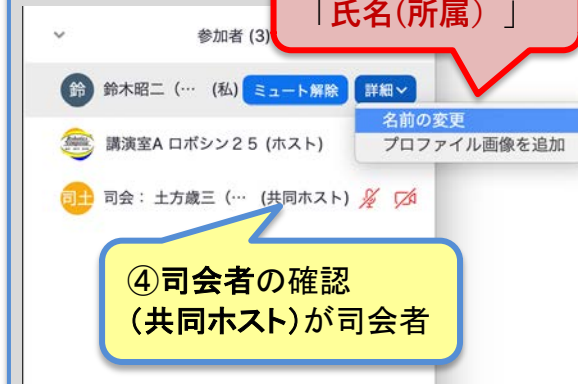 「氏名(所属）」
参加者 (3)
鈴 鈴木昭二（… (私) ミュート解除 詳細
名前の変更
プロファイル画像を追加
講演室A ロボシン２５ (ホスト)
司土 司会： 土方歳三（… (共同ホスト)
④司会者の確認
（共同ホスト）が司会者